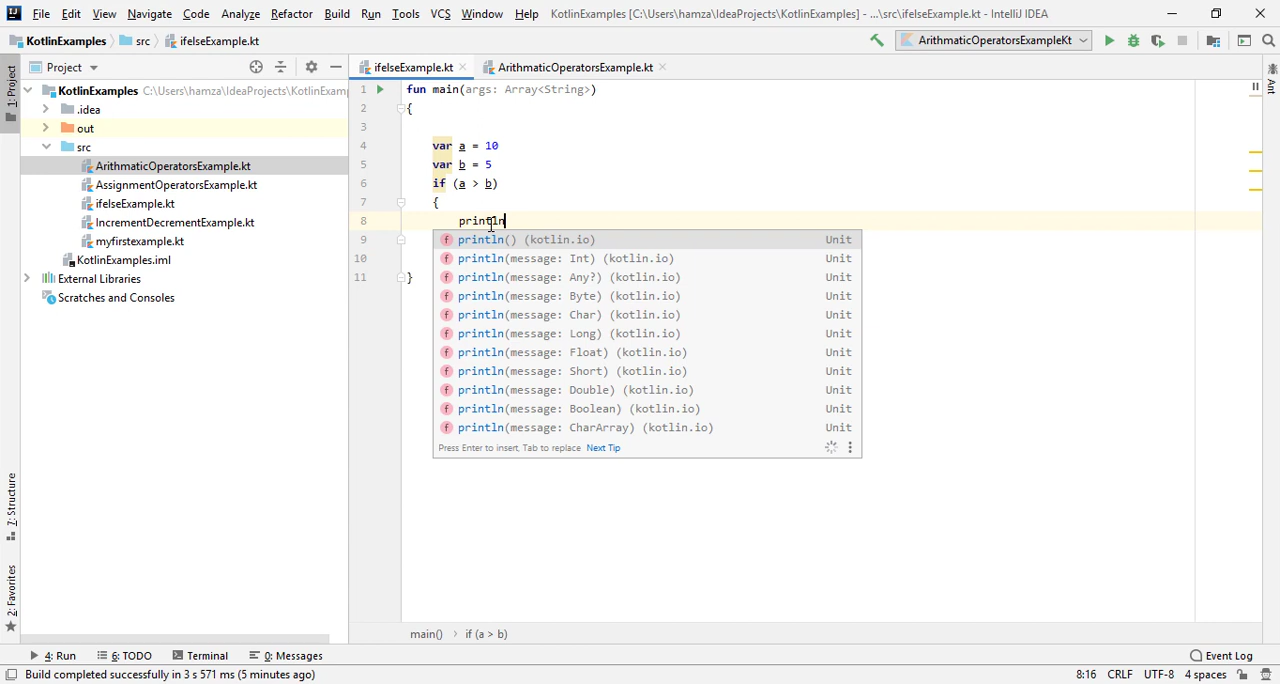 File Edit View Navigate Code Analyze Refactor Build Run Tools VCS Window Help KotlinExamples [C:\Users\hamza\IdeaProjects\KotlinExamples] - ...\src\ifelseExample.kt - IntelliJ IDEA
KotlinExamples src ifelseExample.kt ArithmaticOperatorsExampleKt
1: Project
Project
ifelseExample.kt
ArithmaticOperatorsExample.kt
Ant
KotlinExamples C:\Users\hamza\IdeaProjects\KotlinExamp
.idea
out
src
ArithmaticOperatorsExample.kt
AssignmentOperatorsExample.kt
ifelseExample.kt
IncrementDecrementExample.kt
myfirstexample.kt
KotlinExamples.iml
External Libraries
Scratches and Consoles
1 fun main(args: Array<String>)
2 {
3
4 var a = 10
5 var b = 5
6 if (a > b)
7 {
8 println
9
10
11 }
println() (kotlin.io) Unit
println(message: Int) (kotlin.io) Unit
println(message: Any?) (kotlin.io) Unit
println(message: Byte) (kotlin.io) Unit
println(message: Char) (kotlin.io) Unit
println(message: Long) (kotlin.io) Unit
println(message: Float) (kotlin.io) Unit
println(message: Short) (kotlin.io) Unit
println(message: Double) (kotlin.io) Unit
println(message: Boolean) (kotlin.io) Unit
println(message: CharArray) (kotlin.io) Unit
Press Enter to insert, Tab to replace Next Tip
Z: Structure
2: Favorites
main() > if (a > b)
4: Run 6: TODO Terminal 0: Messages Event Log
Build completed successfully in 3 s 571 ms (5 minutes ago) 8:16 CRLF UTF-8 4 spaces